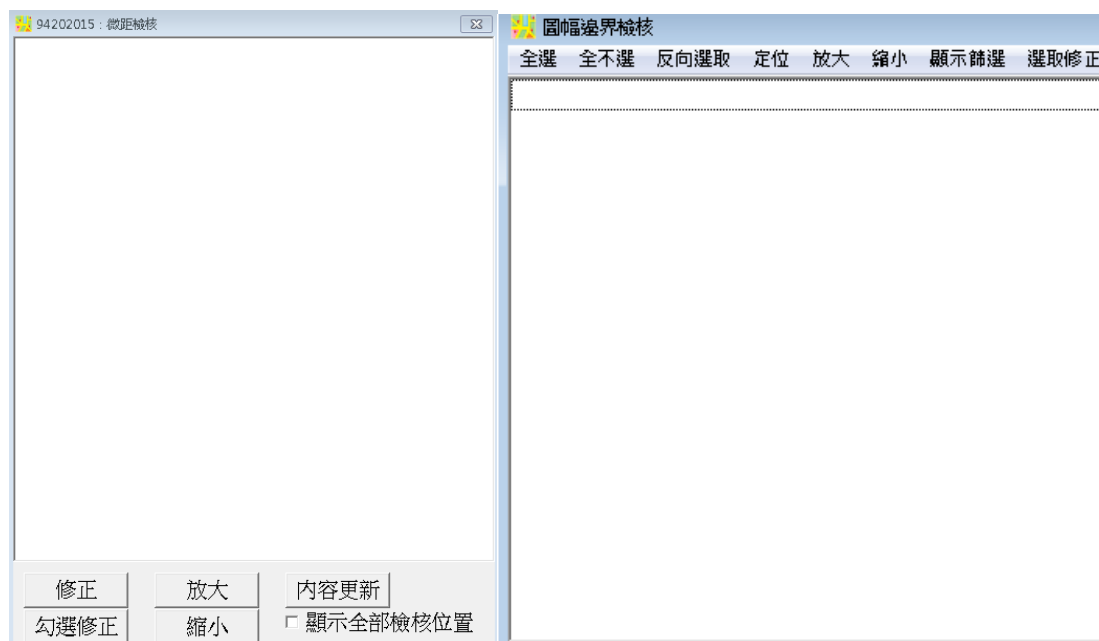 94202015：微距檢核
修正 放大 內容更新
勾選修正 縮小 顯示全部檢核位置
圖幅邊界檢核
全選 全不選 反向選取 定位 放大 縮小 顯示篩選 選取修正